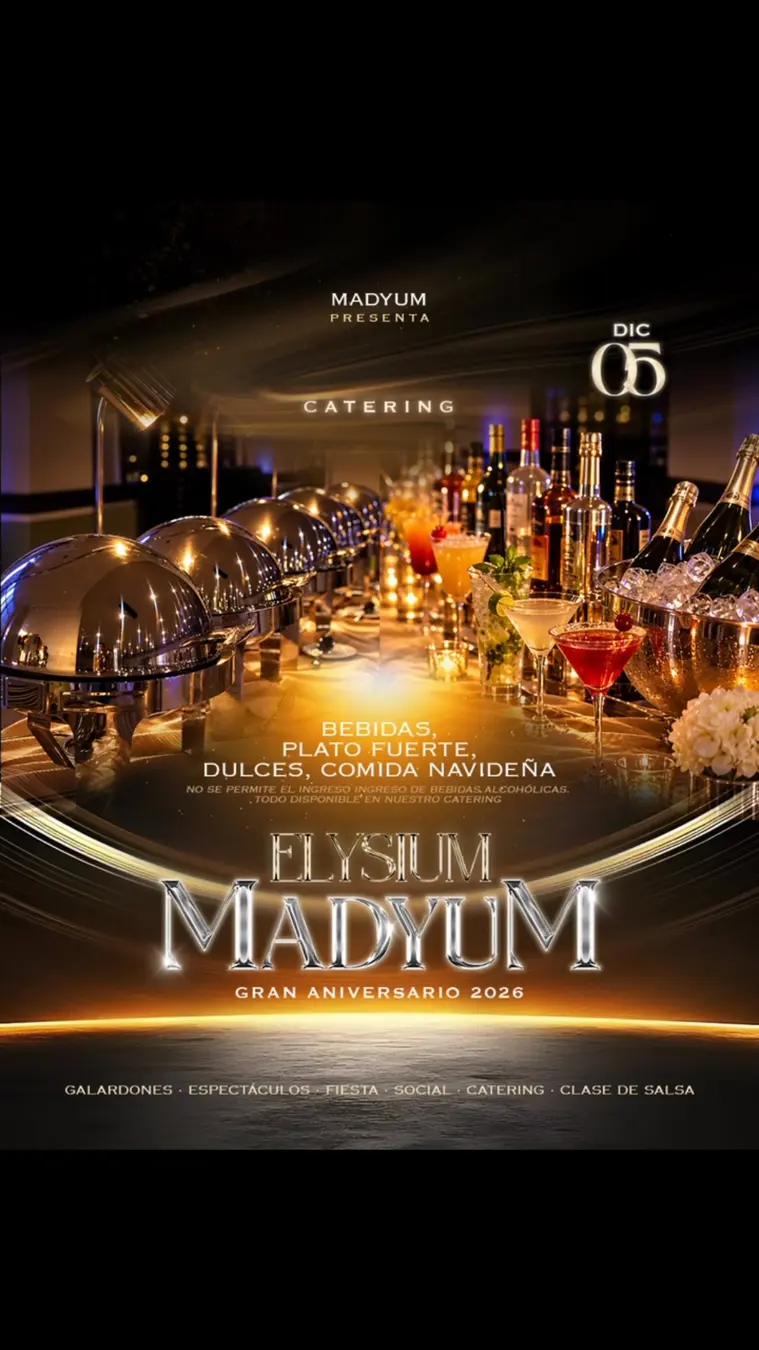 MADYUM
PRESENTA
DIC
05
CATERING
BEBIDAS,
PLATO FUERTE,
DULCES, COMIDA NAVIDEÑA
NO SE PERMITE EL INGRESO INGRESO DE BEBIDAS ALCOHÓLICAS.
TODO DISPONIBLE EN NUESTRO CATERING
ELYSIUM
MADYUM
GRAN ANIVERSARIO 2026
GALARDONES · ESPECTÁCULOS · FIESTA · SOCIAL · CATERING · CLASE DE SALSA